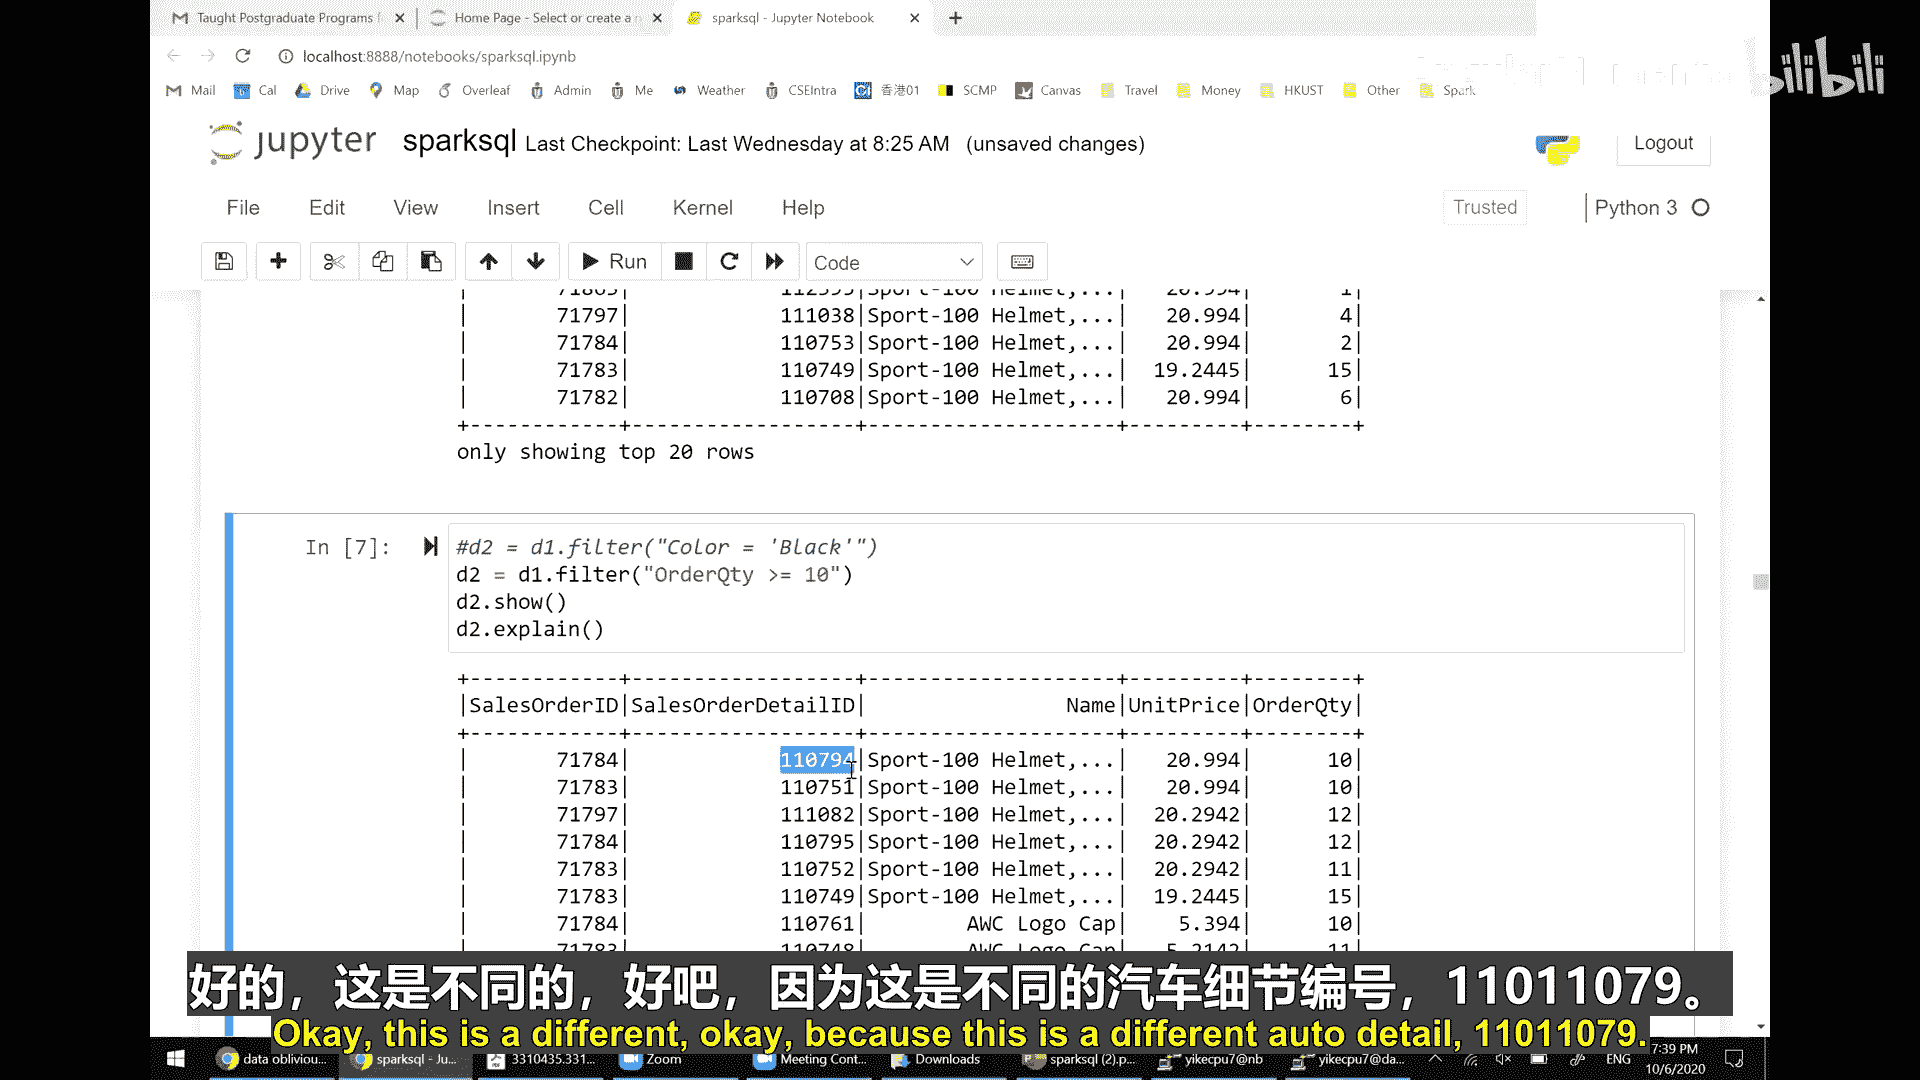 Taught Postgraduate Programs f
Home Page - Select or create a n
sparksql - Jupyter Notebook
bilibili
localhost:8888/notebooks/sparksql.ipynb
Mail Cal Drive Map Overleaf Admin Me Weather CSEIntra 香港01 SCMP Canvas Travel Money HKUST Other Spark
jupyter sparksql Last Checkpoint: Last Wednesday at 8:25 AM (unsaved changes)
Logout
File Edit View Insert Cell Kernel Help
Trusted
Python 3
Run
Code
| 71797| 111038|Sport-100 Helmet,...| 20.994| 4|
| 71784| 110753|Sport-100 Helmet,...| 20.994| 2|
| 71783| 110749|Sport-100 Helmet,...| 19.2445| 15|
| 71782| 110708|Sport-100 Helmet,...| 20.994| 6|
+------------+------------------+--------------------+---------+--------+
only showing top 20 rows
In [7]:
#d2 = d1.filter("Color = 'Black'")
d2 = d1.filter("OrderQty >= 10")
d2.show()
d2.explain()
+------------+------------------+--------------------+---------+--------+
|SalesOrderID|SalesOrderDetailID| Name|UnitPrice|OrderQty|
+------------+------------------+--------------------+---------+--------+
| 71784| 110794|Sport-100 Helmet,...| 20.994| 10|
| 71783| 110751|Sport-100 Helmet,...| 20.994| 10|
| 71797| 111082|Sport-100 Helmet,...| 20.2942| 12|
| 71784| 110795|Sport-100 Helmet,...| 20.2942| 12|
| 71783| 110752|Sport-100 Helmet,...| 20.2942| 11|
| 71783| 110749|Sport-100 Helmet,...| 19.2445| 15|
| 71784| 110761| AWC Logo Cap| 5.394| 10|
好的，这是不同的，好吧，因为这是不同的汽车细节编号，11011079。
Okay, this is a different, okay, because this is a different auto detail, 11011079.
data obliviou... sparksql - Ju... 3310435.331... Zoom Meeting Cont... Downloads sparksql (2).p... yikecpu7@nb yikecpu7@da... ENG
7:39 PM
10/6/2020